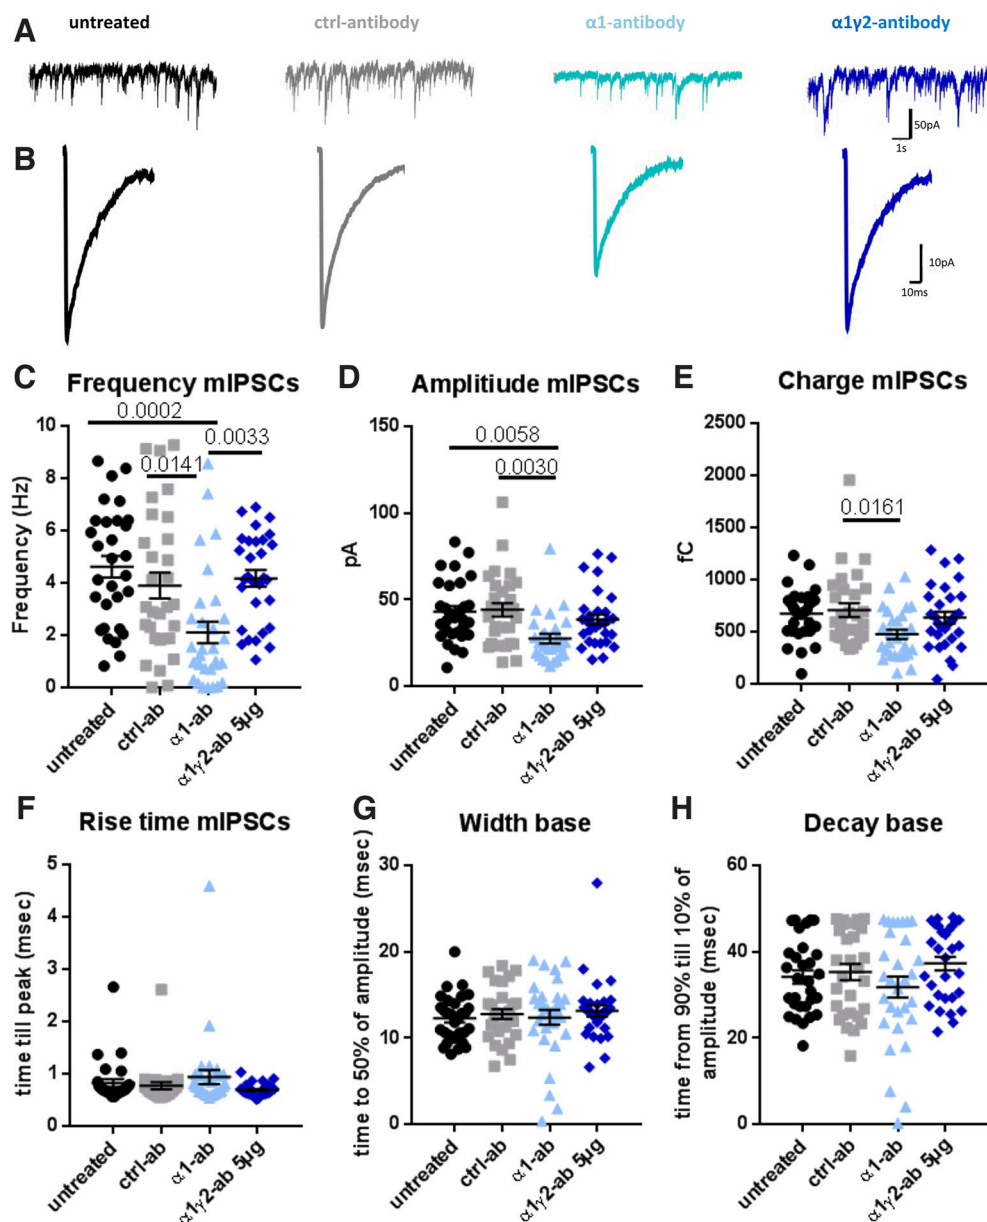 A untreated ctrl-antibody α1-antibody α1γ2-antibody
50pA
1s
B
10pA
10ms
C Frequency mIPSCs
0.0002
0.0033
0.0141
Frequency (Hz)
10
8
6
4
2
0
untreated
ctrl-ab
α1-ab
α1γ2-ab 5µg
D Amplitiude mIPSCs
0.0058
0.0030
pA
150
100
50
0
untreated
ctrl-ab
α1-ab
α1γ2-ab 5µg
E Charge mIPSCs
0.0161
fC
2500
2000
1500
1000
500
0
untreated
ctrl-ab
α1-ab
α1γ2-ab 5µg
F Rise time mIPSCs
time till peak (msec)
5
4
3
2
1
0
untreated
ctrl-ab
α1-ab
α1γ2-ab 5µg
G Width base
time to 50% of amplitude (msec)
30
20
10
0
untreated
ctrl-ab
α1-ab
α1γ2-ab 5µg
H Decay base
time from 90% till 10% of
amplitude (msec)
60
40
20
0
untreated
ctrl-ab
α1-ab
α1γ2-ab 5µg